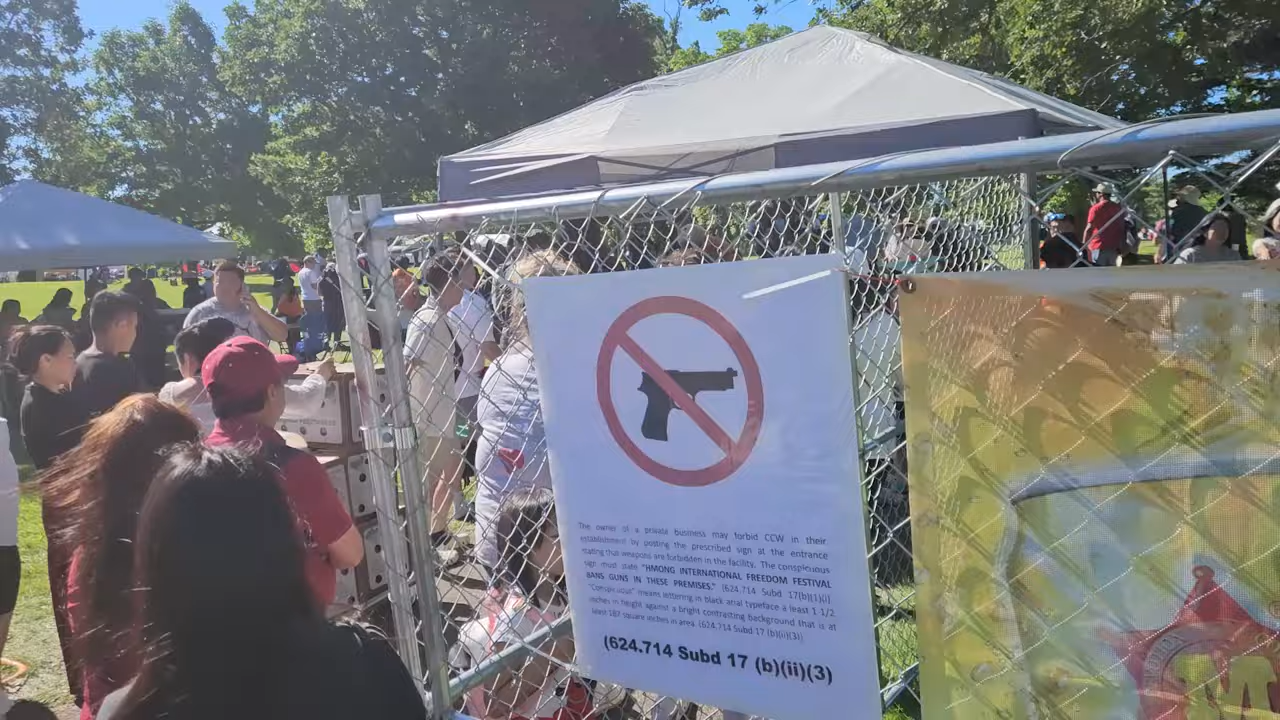 The owner of a private business may forbid CCW in their
establishment by posting the prescribed sign at the entrance
stating that weapons are forbidden in the facility. The conspicuous
sign must state "HMONG INTERNATIONAL FREEDOM FESTIVAL
BANS GUNS IN THESE PREMISES." (624.714 Subd 17(b)(1)(i)
"Conspicuous" means lettering in black arial typeface a least 1 1/2
inches in height against a bright contrasting background that is at
least 187 square inches in area. (624.714 Subd 17 (b)(ii)(3))
(624.714 Subd 17 (b)(ii)(3)